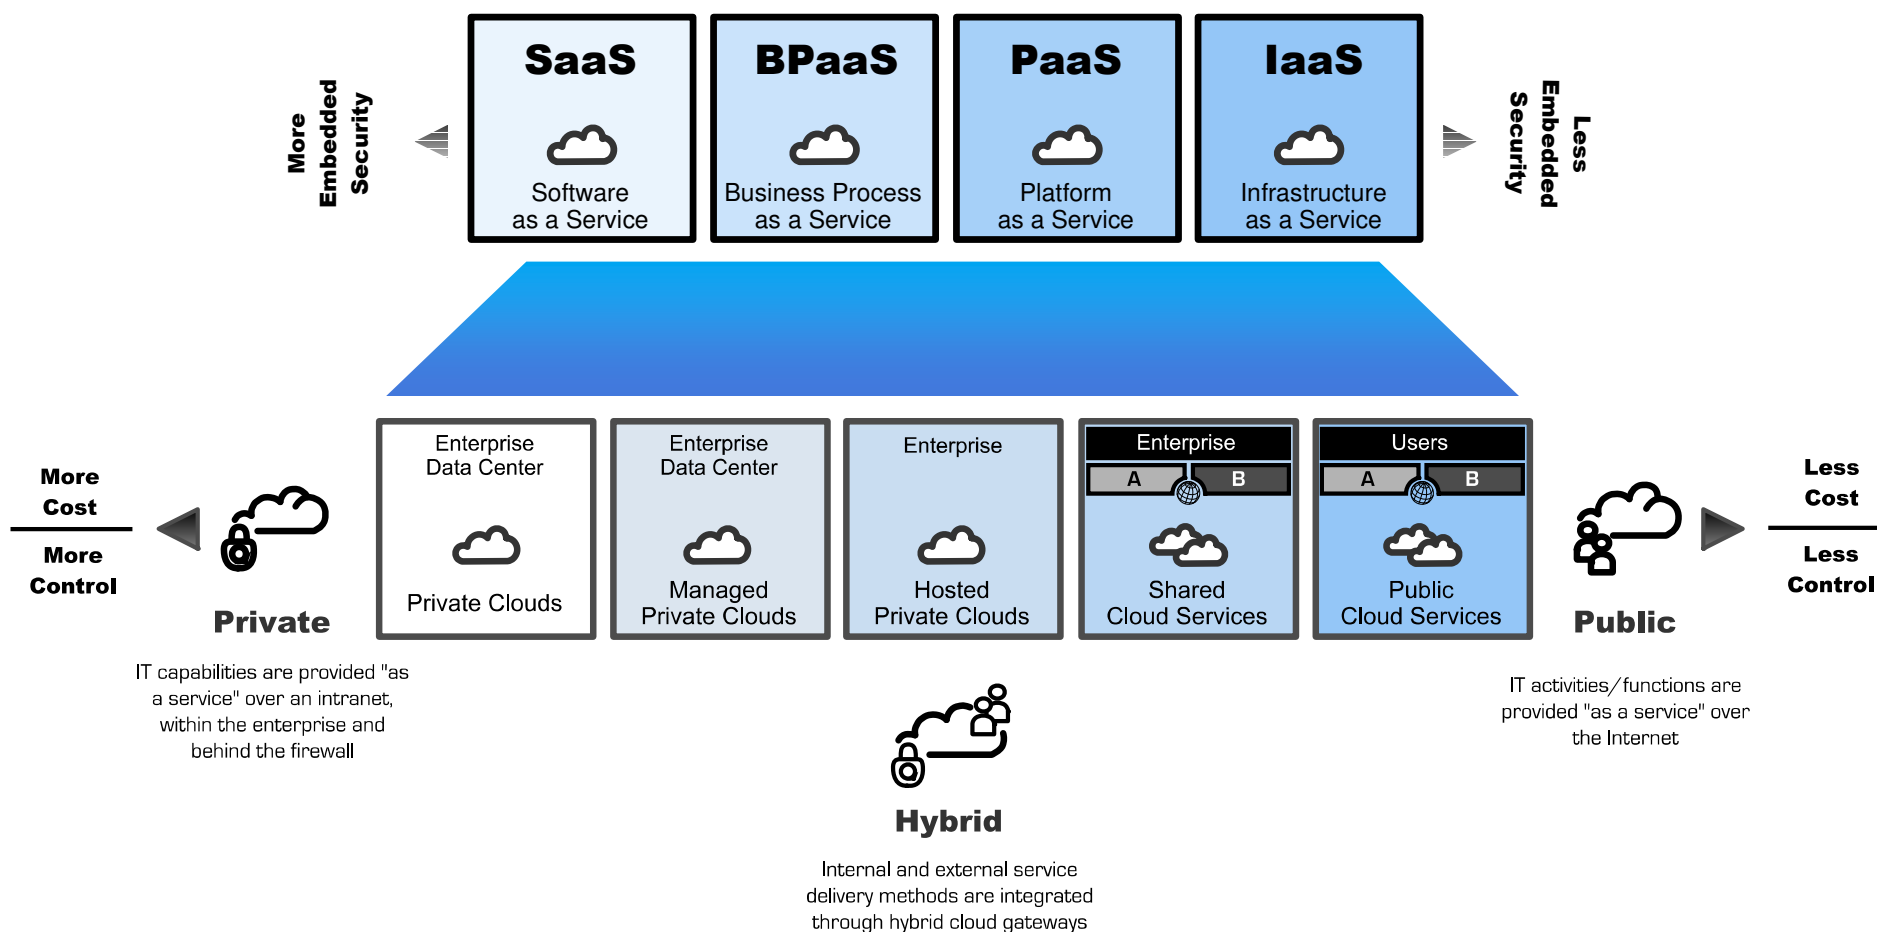 More
Embedded
Security
SaaS
Software
as a Service
BPaaS
Business Process
as a Service
PaaS
Platform
as a Service
IaaS
Infrastructure
as a Service
Less
Embedded
Security
More
Cost
More
Control
Private
IT capabilities are provided "as
a service" over an intranet,
within the enterprise and
behind the firewall
Enterprise
Data Center
Private Clouds
Enterprise
Data Center
Managed
Private Clouds
Enterprise
Hosted
Private Clouds
Enterprise
A
B
Shared
Cloud Services
Users
A
B
Public
Cloud Services
Public
IT activities/functions are
provided "as a service" over
the Internet
Less
Cost
Less
Control
Hybrid
Internal and external service
delivery methods are integrated
through hybrid cloud gateways